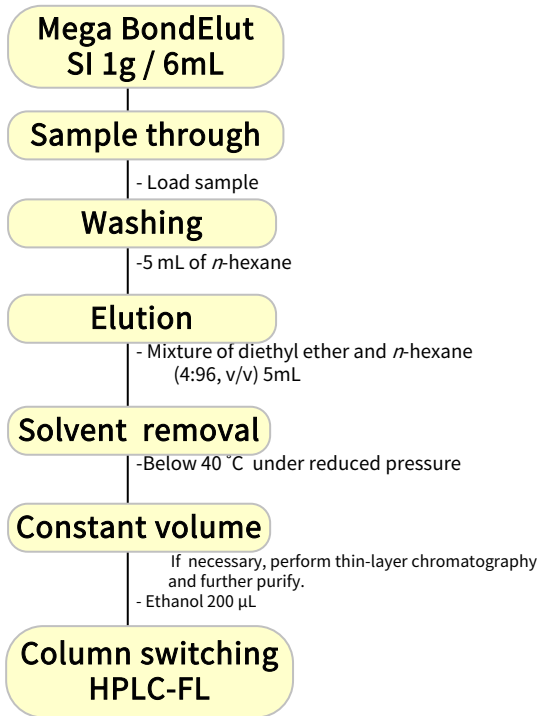 Mega BondElut
SI 1g / 6mL
Sample through
- Load sample
Washing
-5 mL of n-hexane
Elution
- Mixture of diethyl ether and n-hexane
(4:96, v/v) 5mL
Solvent removal
-Below 40 ˚C under reduced pressure
Constant volume
If necessary, perform thin-layer chromatography
and further purify.
- Ethanol 200 μL
Column switching
HPLC-FL